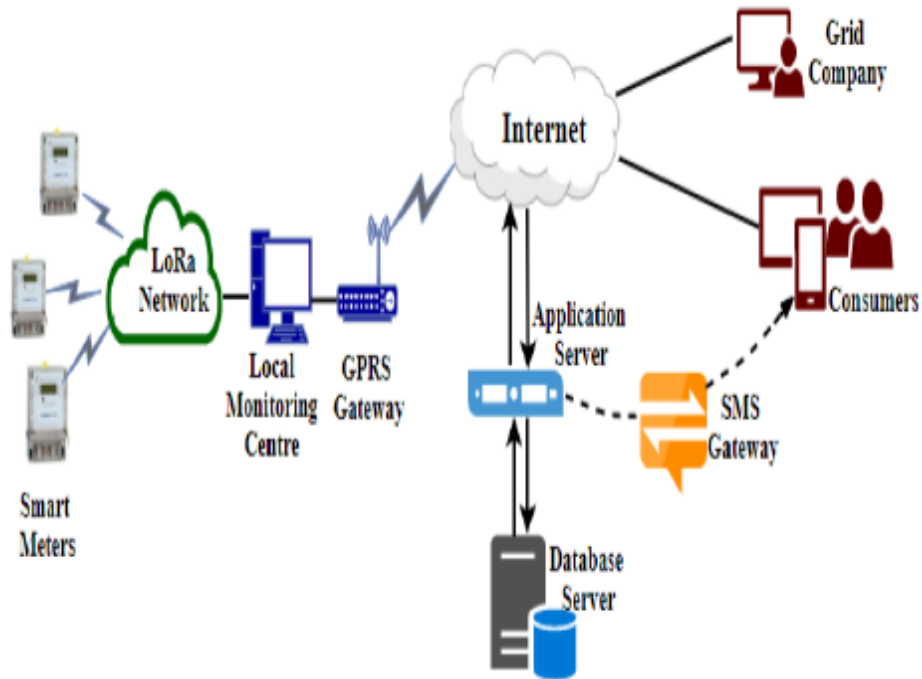 Grid
Company
Internet
LoRa
Network
Consumers
Application
Server
Local
Monitoring
Centre
GPRS
Gateway
SMS
Gateway
Smart
Meters
Database
Server